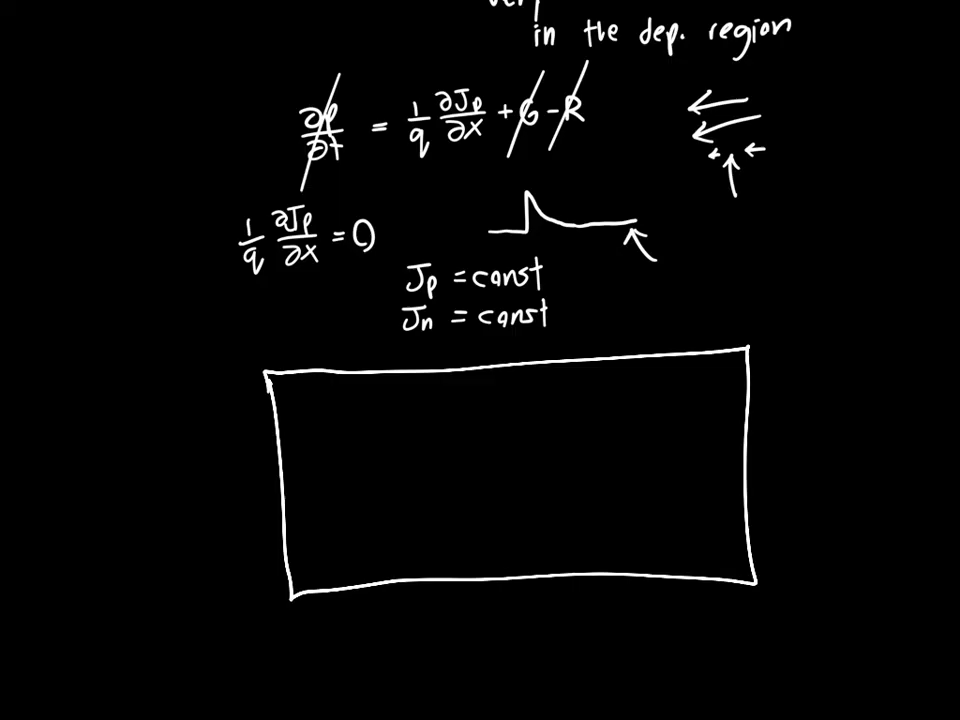 in the dep. region
∂p/∂t = 1/q ∂Jp/∂x + G - R
1/q ∂Jp/∂x = 0
Jp = const
Jn = const